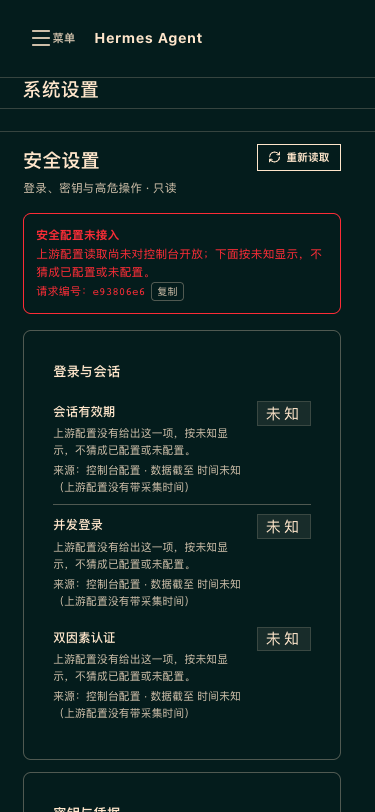 菜单 Hermes Agent
系统设置
安全设置
重新读取
登录、密钥与高危操作 · 只读
安全配置未接入
上游配置读取尚未对控制台开放；下面按未知显示，不
猜成已配置或未配置。
请求编号：e93806e6 复制
登录与会话
会话有效期
未知
上游配置没有给出这一项，按未知显
示，不猜成已配置或未配置。
来源：控制台配置 · 数据截至 时间未知
（上游配置没有带采集时间）
并发登录
未知
上游配置没有给出这一项，按未知显
示，不猜成已配置或未配置。
来源：控制台配置 · 数据截至 时间未知
（上游配置没有带采集时间）
双因素认证
未知
上游配置没有给出这一项，按未知显
示，不猜成已配置或未配置。
来源：控制台配置 · 数据截至 时间未知
（上游配置没有带采集时间）